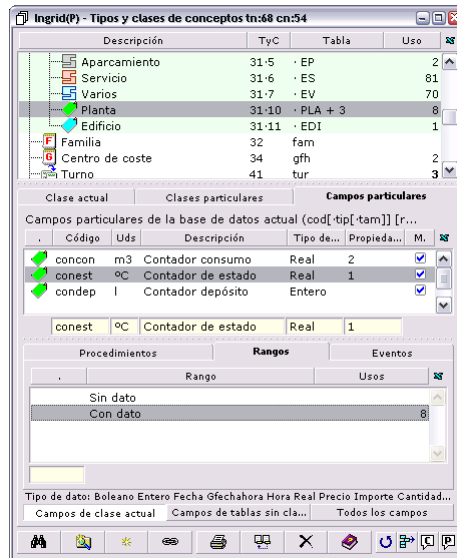 Ingrid(P) - Tipos y clases de conceptos tn:68 cn:54
Descripción TyC Tabla Uso
Aparcamiento 31·5 · EP 2
Servicio 31·6 · ES 81
Varios 31·7 · EV 70
Planta 31·10 · PLA + 3 8
Edificio 31·11 · EDI 1
F Familia 32 fam
6 Centro de coste 34 gfh 2
Turno 41 tur 3
Clase actual Clases particulares Campos particulares
Campos particulares de la base de datos actual (cod[·tip[·tam]] [r...
. Código Uds Descripción Tipo de... Propieda... M.
concon m3 Contador consumo Real 2
conest ºC Contador de estado Real 1
condep l Contador depósito Entero
conest ºC Contador de estado Real 1
Procedimientos Rangos Eventos
. Rango Usos
Sin dato
Con dato 8
Tipo de dato: Boleano Entero Fecha Gfechahora Hora Real Precio Importe Cantidad...
Campos de clase actual Campos de tablas sin cla... Todos los campos
C P